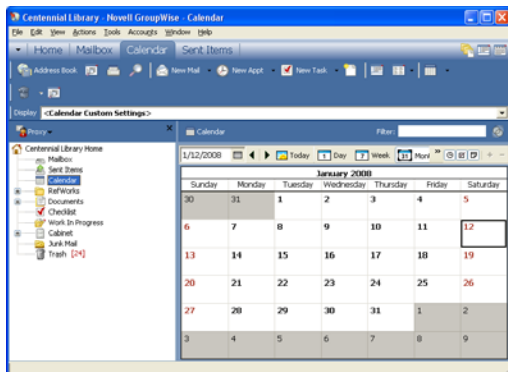 Centennial Library - Novell GroupWise - Calendar
File Edit View Actions Tools Accounts Window Help
Home Mailbox Calendar Sent Items
Address Book New Mail New Appt New Task
Display <Calendar Custom Settings>
Proxy
Calendar Filter:
Centennial Library Home
Mailbox
Sent Items
Calendar
RefWorks
Documents
Checklist
Work In Progress
Cabinet
Junk Mail
Trash [24]
1/12/2008 Today 1 Day 7 Week 31 Mon »
January 2008
Sunday Monday Tuesday Wednesday Thursday Friday Saturday
30 31 1 2 3 4 5
6 7 8 9 10 11 12
13 14 15 16 17 18 19
20 21 22 23 24 25 26
27 28 29 30 31 1 2
3 4 5 6 7 8 9